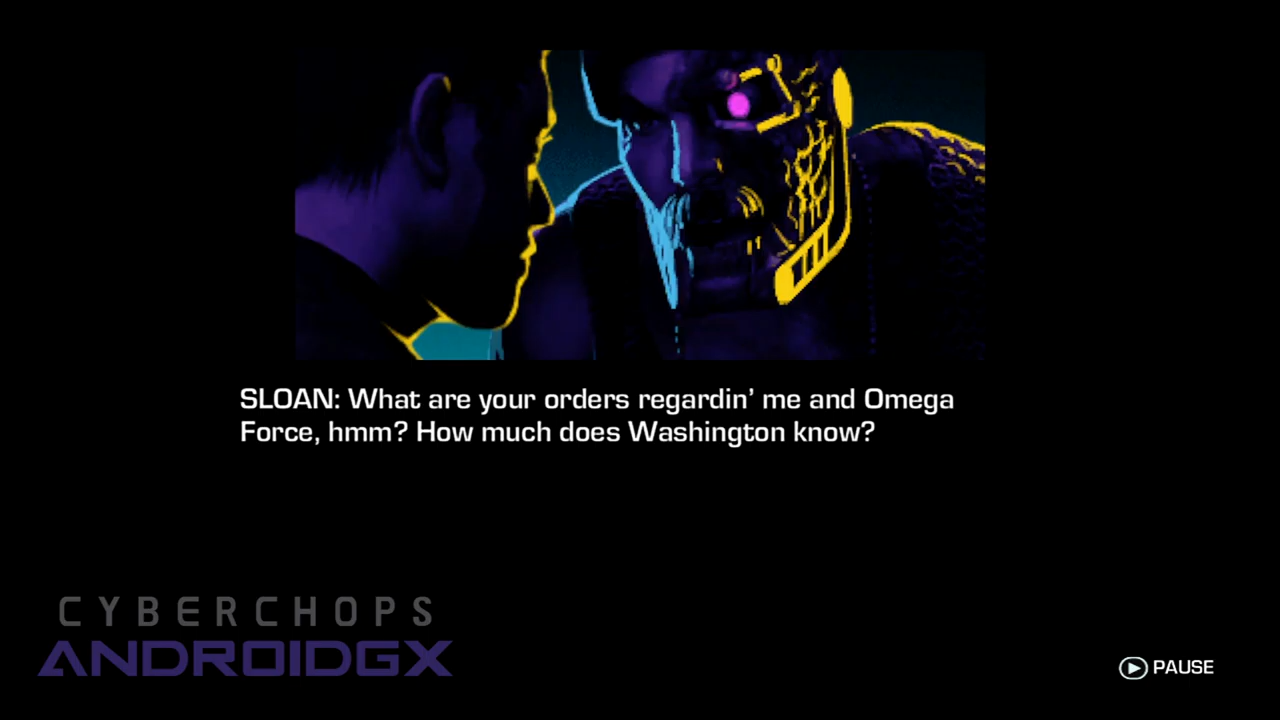 SLOAN: What are your orders regardin’ me and Omega
Force, hmm? How much does Washington know?
CYBERCHOPS
ANDROIDGX
PAUSE